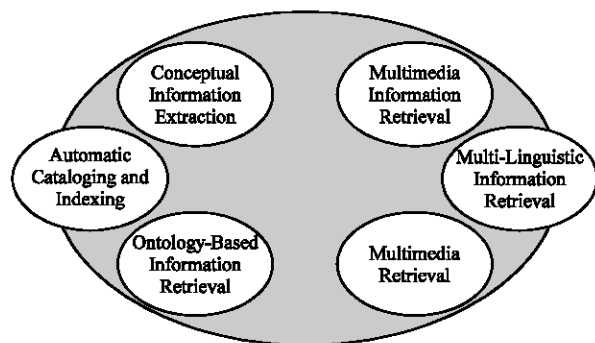 Conceptual
Information
Extraction
Multimedia
Information
Retrieval
Automatic
Cataloging and
Indexing
Multi-Linguistic
Information
Retrieval
Ontology-Based
Information
Retrieval
Multimedia
Retrieval